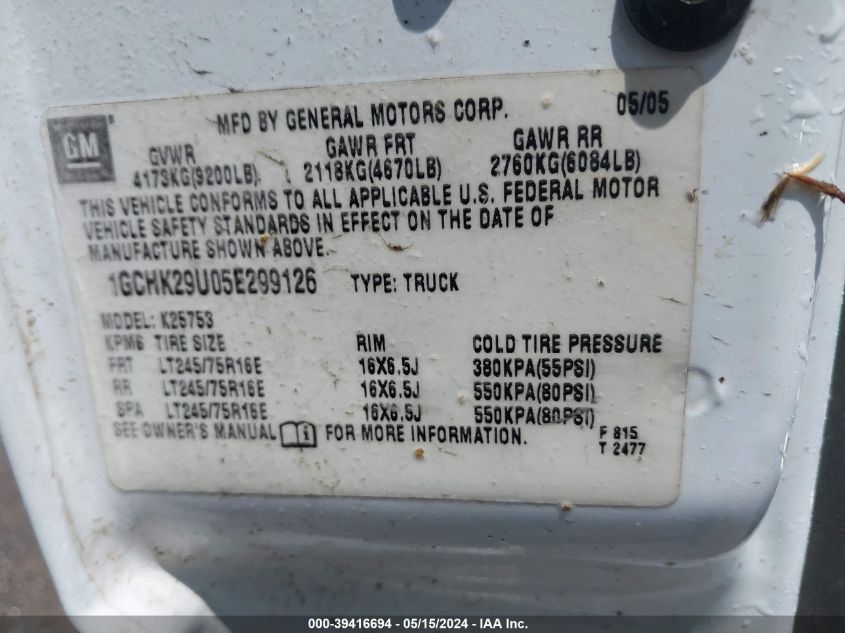 MFD BY GENERAL MOTORS CORP. 05/05
GM
GVWR GAWR FRT GAWR RR
4173KG(9200LB) 2118KG(4670LB) 2760KG(6084LB)
THIS VEHICLE CONFORMS TO ALL APPLICABLE U.S. FEDERAL MOTOR
VEHICLE SAFETY STANDARDS IN EFFECT ON THE DATE OF
MANUFACTURE SHOWN ABOVE.
1GCHK29U05E299126 TYPE: TRUCK
MODEL: K25753
KPMG TIRE SIZE RIM COLD TIRE PRESSURE
FRT LT245/75R16E 16X6.5J 380KPA(55PSI)
RR LT245/75R16E 16X6.5J 550KPA(80PSI)
SPA LT245/75R16E 16X6.5J 550KPA(80PSI)
SEE OWNER'S MANUAL FOR MORE INFORMATION.
F 815
T 2477
000-39416694 - 05/15/2024 - IAA Inc.